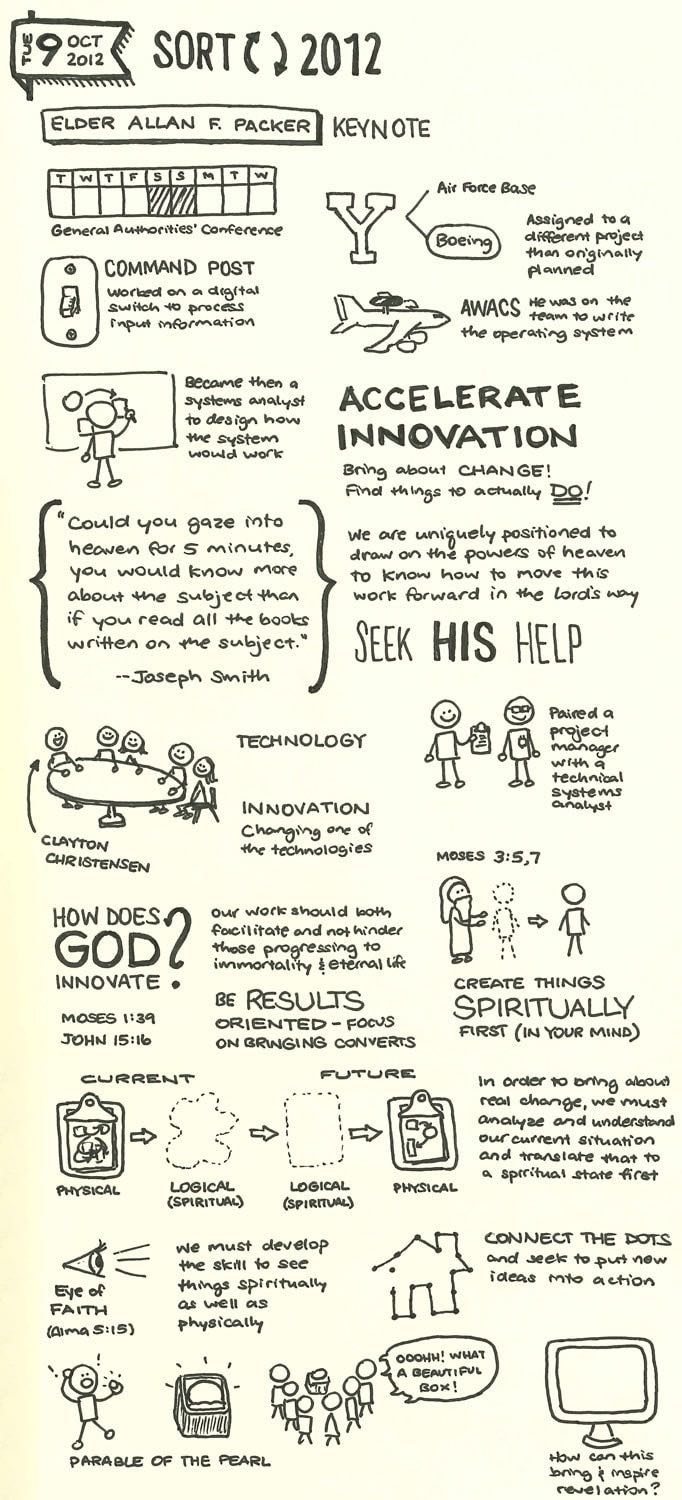 TUE 9 OCT 2012
SORT 2012
ELDER ALLAN F. PACKER KEYNOTE
T W T F S S M T W
General Authorities' Conference
Y
Air Force Base
Boeing
Assigned to a
different project
than originally
planned
COMMAND POST
worked on a digital
switch to process
input information
AWACS He was on the
team to write
the operating system
Became then a
systems analyst
to design how
the system
would work
ACCELERATE
INNOVATION
Bring about CHANGE!
Find things to actually DO!
"Could you gaze into
heaven for 5 minutes,
you would know more
about the subject than
if you read all the books
written on the subject."
--Joseph Smith
we are uniquely positioned to
draw on the powers of heaven
to know how to move this
work forward in the Lord's way
SEEK HIS HELP
TECHNOLOGY
INNOVATION
Changing one of
the technologies
CLAYTON
CHRISTENSEN
Paired a
project
manager
with a
technical
systems
analyst
MOSES 3:5,7
HOW DOES
GOD
INNOVATE?
MOSES 1:39
JOHN 15:16
our work should both
facilitate and not hinder
those progressing to
immortality & eternal life
BE RESULTS
ORIENTED - FOCUS
ON BRINGING CONVERTS
CREATE THINGS
SPIRITUALLY
FIRST (IN YOUR MIND)
CURRENT
FUTURE
PHYSICAL
LOGICAL
(SPIRITUAL)
LOGICAL
(SPIRITUAL)
PHYSICAL
In order to bring about
real change, we must
analyze and understand
our current situation
and translate that to
a spiritual state first
Eye of
FAITH
(Alma 5:15)
we must develop
the skill to see
things spiritually
as well as
physically
CONNECT THE DOTS
and seek to put new
ideas into action
OOOHH! WHAT
A BEAUTIFUL
BOX!
PARABLE OF THE PEARL
How can this
bring & inspire
revelation?